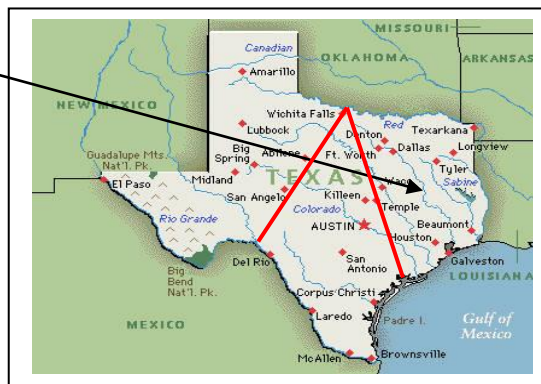 MISSOURI
Canadian
OKLAHOMA
ARKANSAS
Amarillo
NEW MEXICO
Wichita Falls
Red
Texarkana
Lubbock
Denton
Dallas
Longview
Big Spring
Abilene
Ft. Worth
Guadalupe Mts. Nat'l. Pk.
Tyler
Midland
TEXAS
Waco
Sabine
El Paso
San Angelo
Killeen
Temple
Colorado
Rio Grande
AUSTIN
Beaumont
Houston
Del Rio
San Antonio
Galveston
LOUISIANA
Big Bend Nat'l. Pk.
Corpus Christi
Laredo
Padre I.
Gulf of Mexico
MEXICO
McAllen
Brownsville